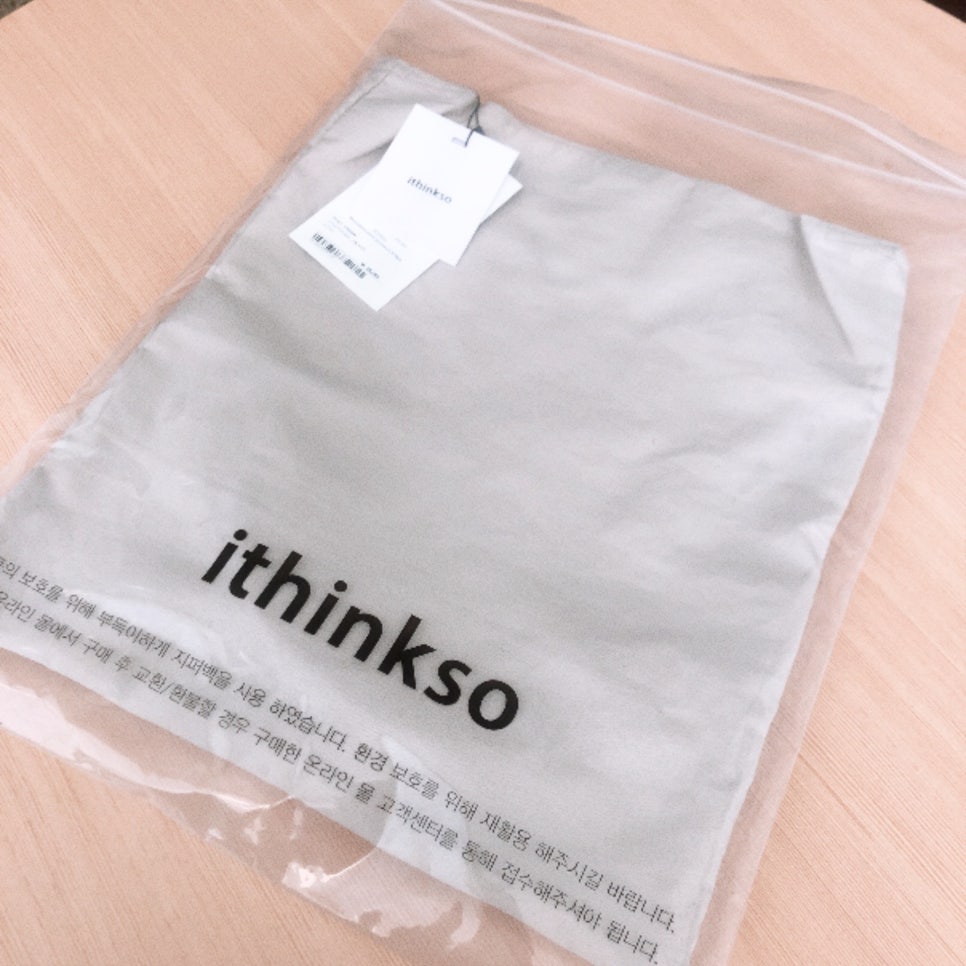 ithinkso
ithinkso
보호를 위해 부득이하게 지퍼백을 사용 하였습니다. 환경 보호를 위해 재활용 해주시길 바랍니다.
몰에서 구매 후 교환/환불할 경우 구매한 온라인 몰 고객센터를 통해 접수해주셔야 됩니다.